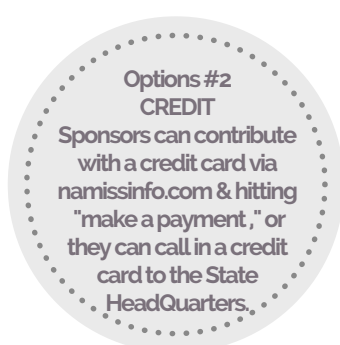 Options #2
CREDIT
Sponsors can contribute
with a credit card via
namissinfo.com & hitting
"make a payment ," or
they can call in a credit
card to the State
HeadQuarters.